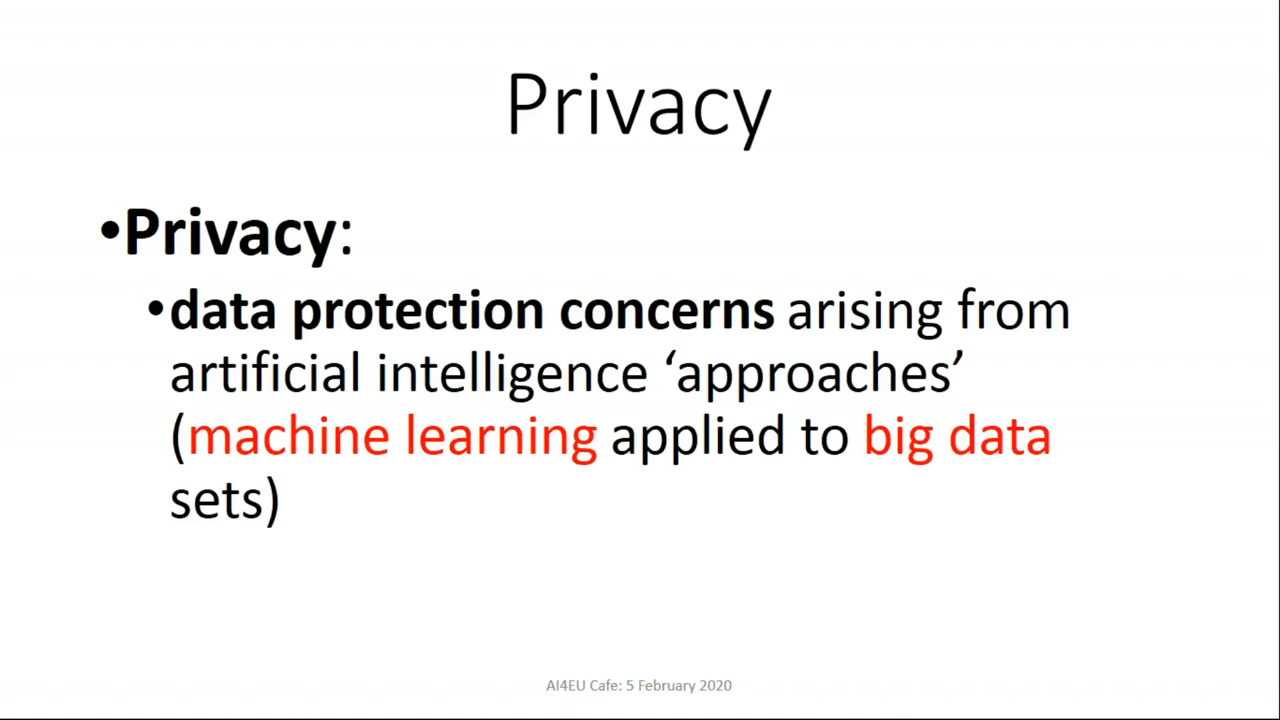 Privacy
•Privacy:
•data protection concerns arising from
artificial intelligence ‘approaches’
(machine learning applied to big data
sets)
AI4EU Cafe: 5 February 2020